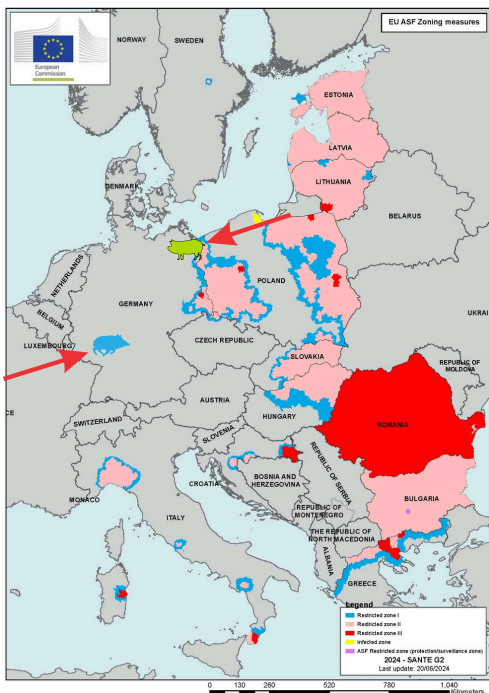 EU ASF Zoning measures
European
Commission
NORWAY
SWEDEN
ESTONIA
LATVIA
LITHUANIA
DENMARK
BELARUS
NETHERLANDS
GERMANY
POLAND
BELGIUM
LUXEMBOURG
CZECH REPUBLIC
UKRAI
SLOVAKIA
REPUBLIC OF
MOLDOVA
CE
AUSTRIA
HUNGARY
SWITZERLAND
SLOVENIA
ROMANIA
CROATIA
BOSNIA AND
HERZEGOVINA
REPUBLIC OF SERBIA
MONACO
ITALY
REPUBLIC OF
MONTENEGRO
BULGARIA
THE REPUBLIC OF
NORTH MACEDONIA
ALBANIA
GREECE
Legend
Restricted zone I
Restricted zone II
Restricted zone III
Infected zone
ASF Restricted zone (protection/surveillance zone)
2024 - SANTE G2
Last update: 20/06/2024
0 130 260 520 780 1.040
Kilometers